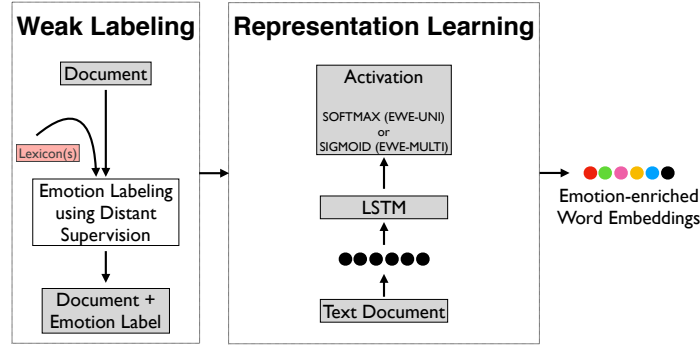 Weak Labeling
Document
Lexicon(s)
Emotion Labeling
using Distant
Supervision
Document +
Emotion Label
Representation Learning
Activation
SOFTMAX (EWE-UNI)
or
SIGMOID (EWE-MULTI)
LSTM
Text Document
Emotion-enriched
Word Embeddings